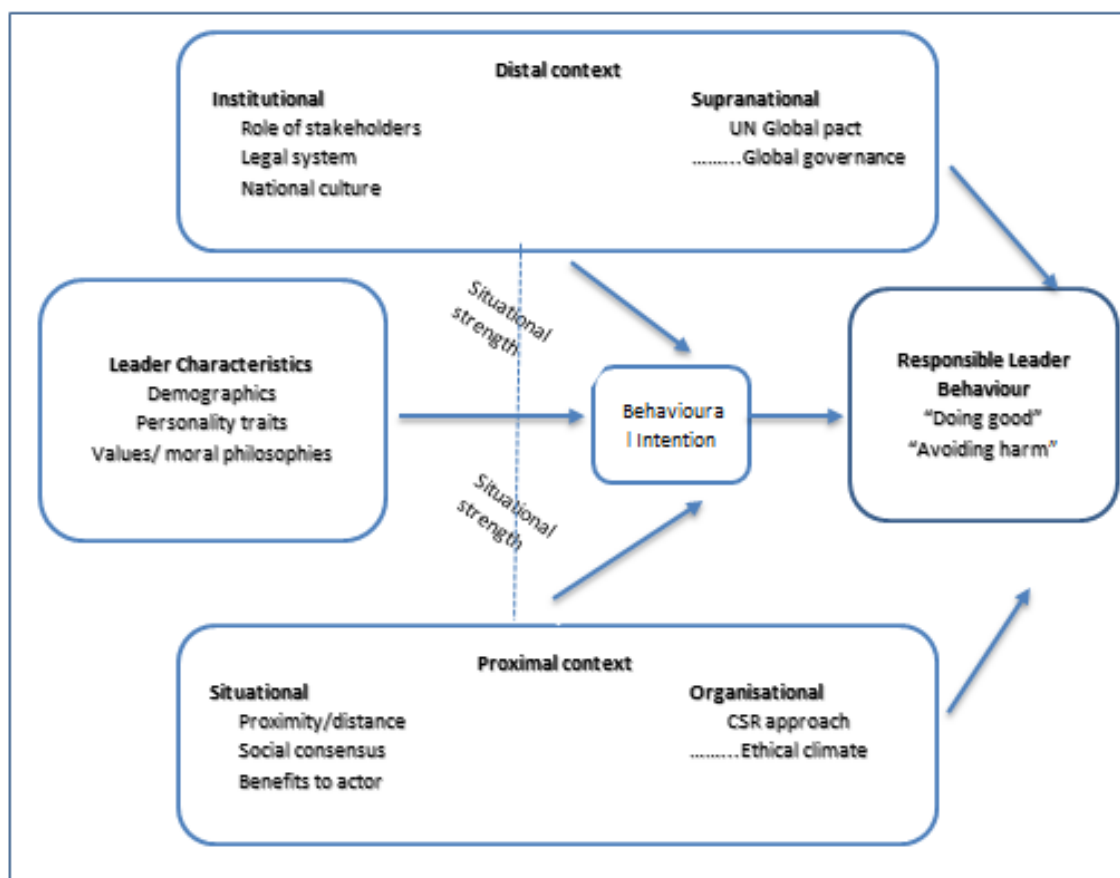 Distal context
Institutional
Role of stakeholders
Legal system
National culture
Supranational
UN Global pact
.........Global governance
Situational
strength
Leader Characteristics
Demographics
Personality traits
Values/ moral philosophies
Behavioura
l Intention
Responsible Leader
Behaviour
“Doing good”
“Avoiding harm”
Situational
strength
Proximal context
Situational
Proximity/distance
Social consensus
Benefits to actor
Organisational
CSR approach
.........Ethical climate